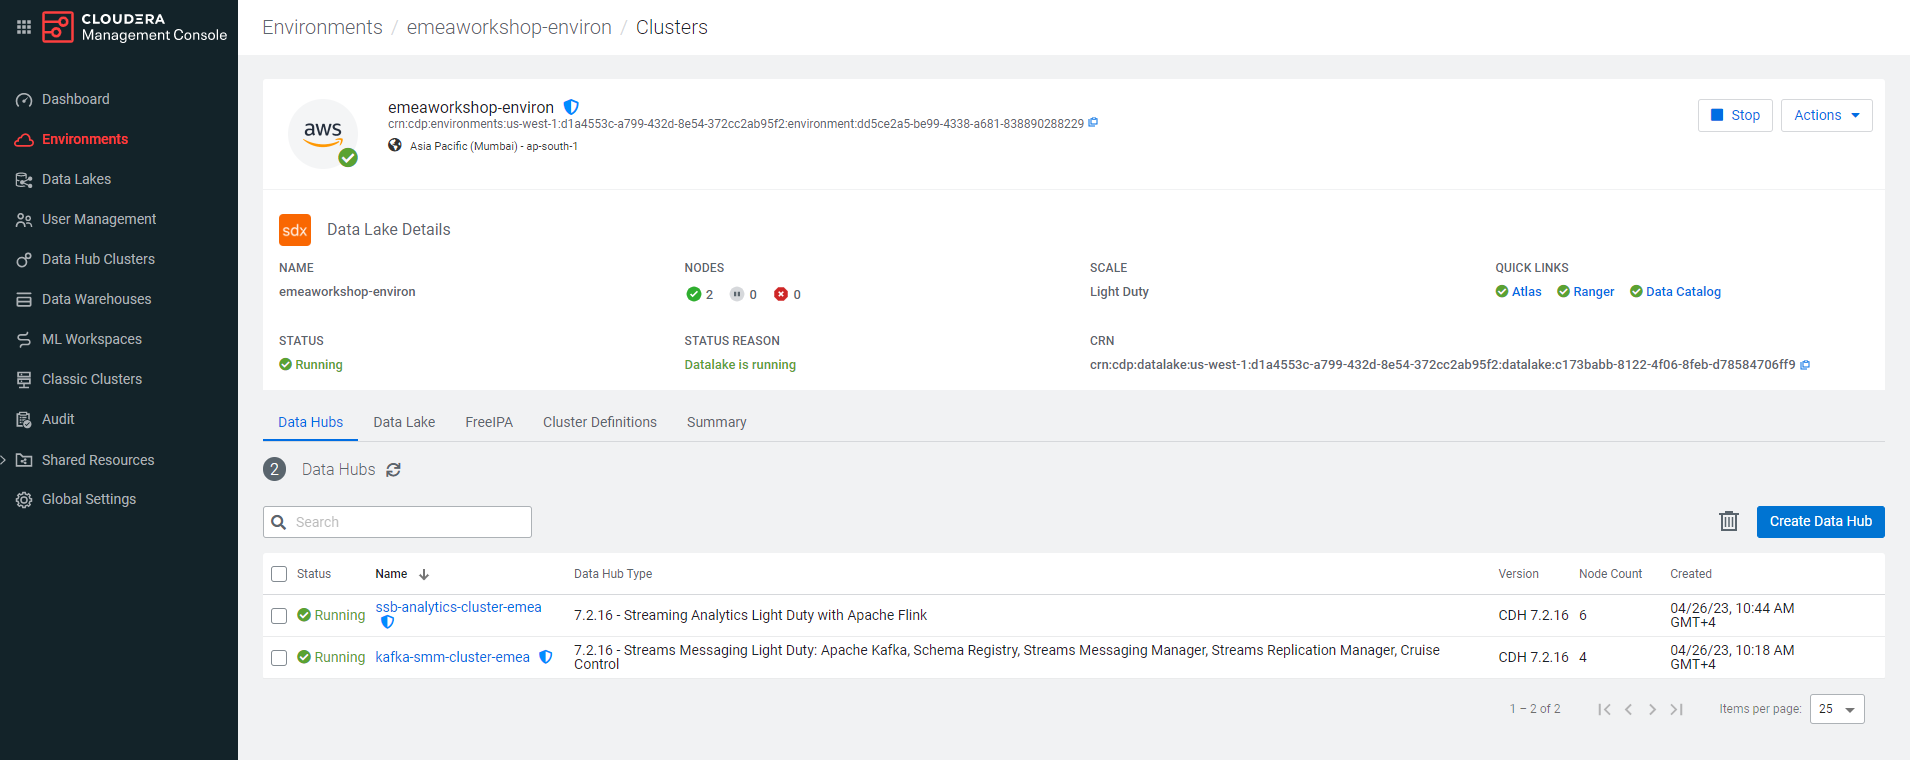 CLOUDERA
Management Console
Dashboard
Environments
Data Lakes
User Management
Data Hub Clusters
Data Warehouses
ML Workspaces
Classic Clusters
Audit
Shared Resources
Global Settings
Environments / emeaworkshop-environ / Clusters
aws
emeaworkshop-environ
crn:cdp:environments:us-west-1:d1a4553c-a799-432d-8e54-372cc2ab95f2:environment:dd5ce2a5-be99-4338-a681-838890288229
Asia Pacific (Mumbai) - ap-south-1
Stop
Actions
sdx Data Lake Details
NAME NODES SCALE QUICK LINKS
emeaworkshop-environ 2 0 0 Light Duty Atlas Ranger Data Catalog
STATUS STATUS REASON CRN
Running Datalake is running crn:cdp:datalake:us-west-1:d1a4553c-a799-432d-8e54-372cc2ab95f2:datalake:c173babb-8122-4f06-8feb-d78584706ff9
Data Hubs Data Lake FreeIPA Cluster Definitions Summary
2 Data Hubs
Search
Create Data Hub
Status Name Data Hub Type Version Node Count Created
Running ssb-analytics-cluster-emea 7.2.16 - Streaming Analytics Light Duty with Apache Flink CDH 7.2.16 6 04/26/23, 10:44 AM
GMT+4
Running kafka-smm-cluster-emea 7.2.16 - Streams Messaging Light Duty: Apache Kafka, Schema Registry, Streams Messaging Manager, Streams Replication Manager, Cruise
Control CDH 7.2.16 4 04/26/23, 10:18 AM
GMT+4
1 – 2 of 2 Items per page: 25